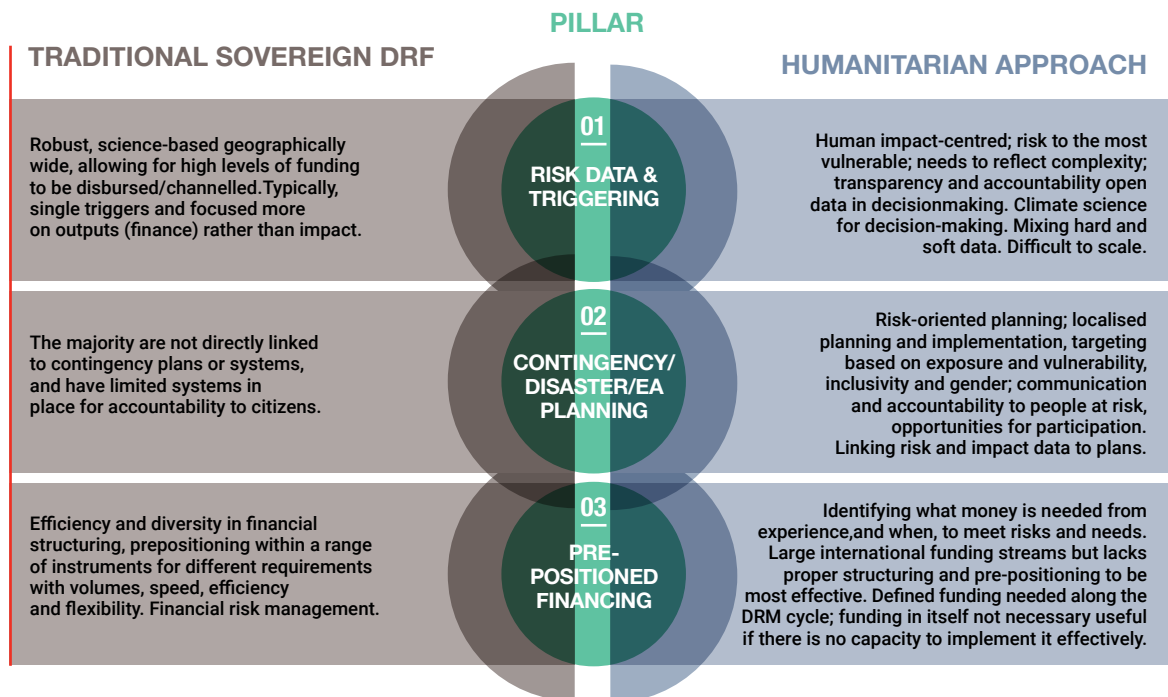 PILLAR
TRADITIONAL SOVEREIGN DRF
HUMANITARIAN APPROACH
Robust, science-based geographically
wide, allowing for high levels of funding
to be disbursed/channelled.Typically,
single triggers and focused more
on outputs (finance) rather than impact.
01
RISK DATA &
TRIGGERING
Human impact-centred; risk to the most
vulnerable; needs to reflect complexity;
transparency and accountability open
data in decisionmaking. Climate science
for decision-making. Mixing hard and
soft data. Difficult to scale.
The majority are not directly linked
to contingency plans or systems,
and have limited systems in
place for accountability to citizens.
02
CONTINGENCY/
DISASTER/EA
PLANNING
Risk-oriented planning; localised
planning and implementation, targeting
based on exposure and vulnerability,
inclusivity and gender; communication
and accountability to people at risk,
opportunities for participation.
Linking risk and impact data to plans.
Efficiency and diversity in financial
structuring, prepositioning within a range
of instruments for different requirements
with volumes, speed, efficiency
and flexibility. Financial risk management.
03
PRE-
POSITIONED
FINANCING
Identifying what money is needed from
experience,and when, to meet risks and needs.
Large international funding streams but lacks
proper structuring and pre-positioning to be
most effective. Defined funding needed along the
DRM cycle; funding in itself not necessary useful
if there is no capacity to implement it effectively.